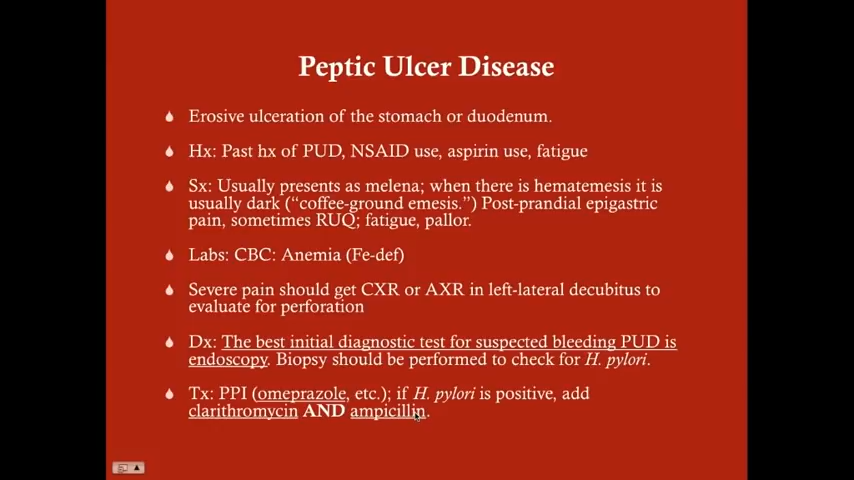 Peptic Ulcer Disease
Erosive ulceration of the stomach or duodenum.
Hx: Past hx of PUD, NSAID use, aspirin use, fatigue
Sx: Usually presents as melena; when there is hematemesis it is
usually dark (“coffee-ground emesis.”) Post-prandial epigastric
pain, sometimes RUQ; fatigue, pallor.
Labs: CBC: Anemia (Fe-def)
Severe pain should get CXR or AXR in left-lateral decubitus to
evaluate for perforation
Dx: The best initial diagnostic test for suspected bleeding PUD is
endoscopy. Biopsy should be performed to check for H. pylori.
Tx: PPI (omeprazole, etc.); if H. pylori is positive, add
clarithromycin AND ampicillin.